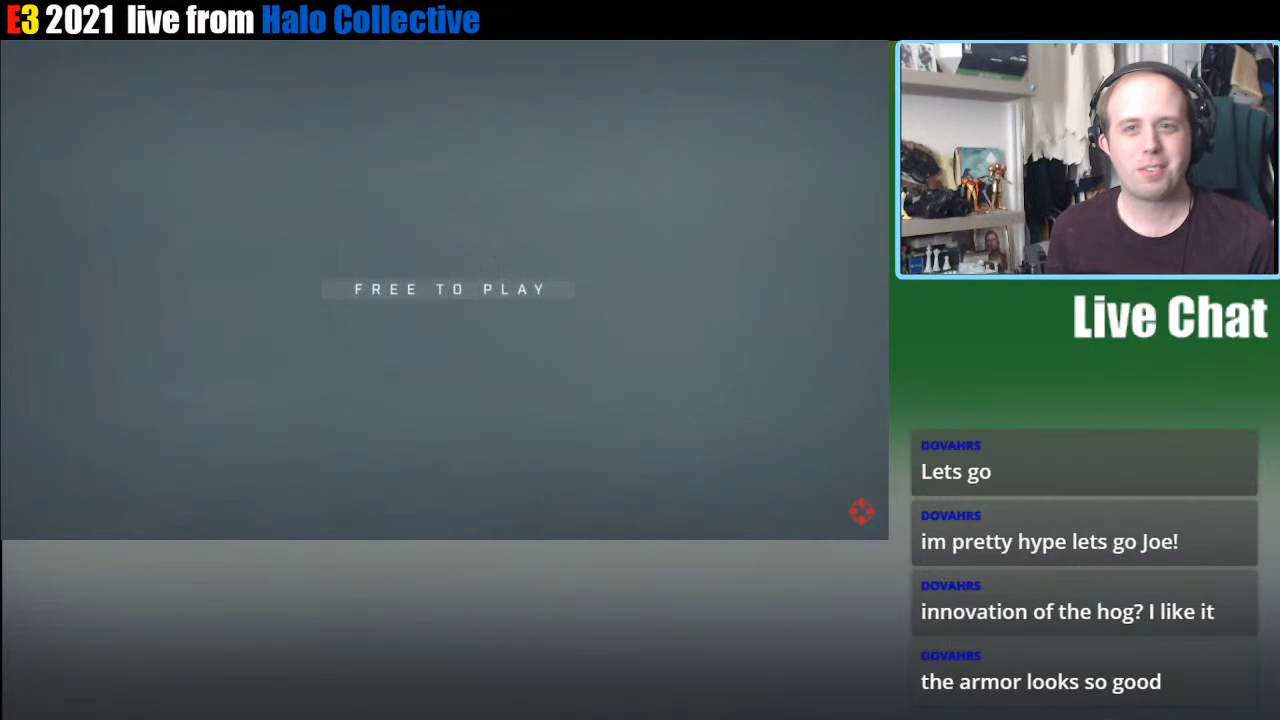 E3 2021 live from Halo Collective
FREE TO PLAY
Live Chat
DOVAHRS
Lets go
DOVAHRS
im pretty hype lets go Joe!
DOVAHRS
innovation of the hog? I like it
DOVAHRS
the armor looks so good